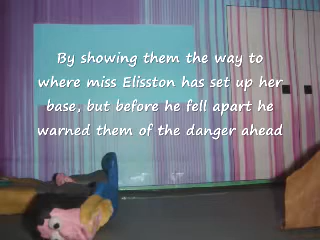 By showing them the way to
where miss Elisston has set up her
base, but before he fell apart he
warned them of the danger ahead